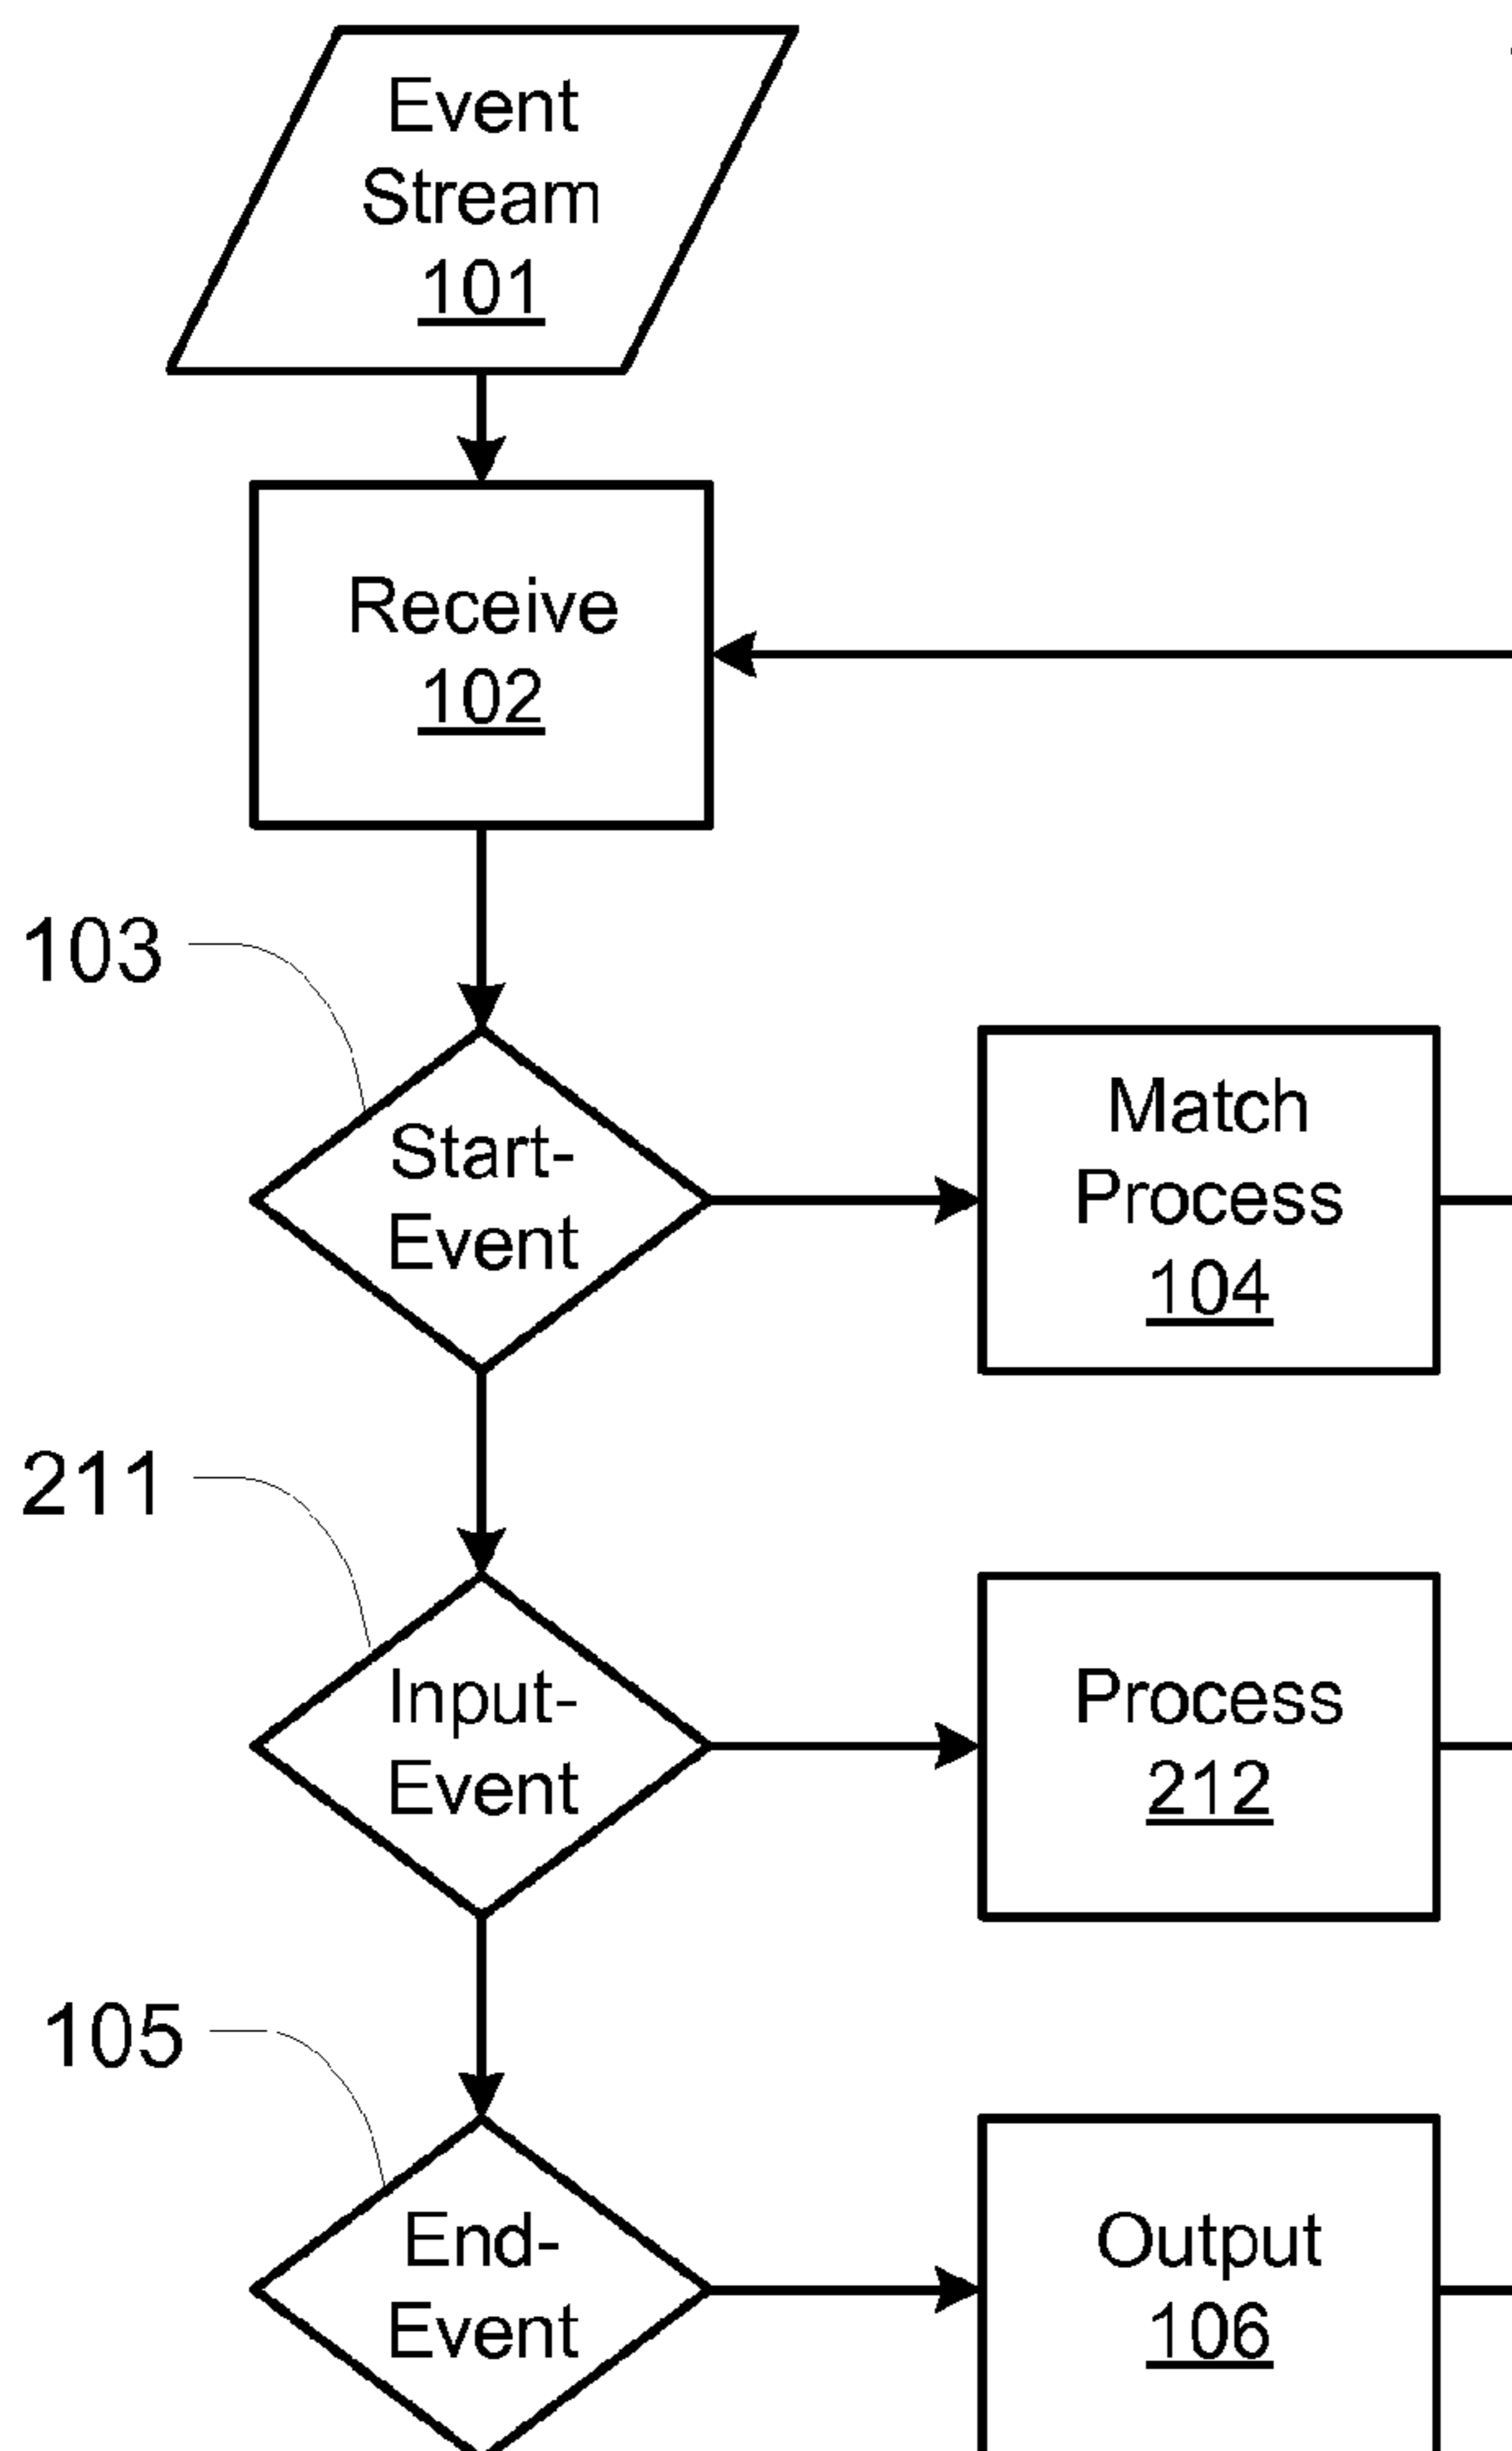 Event
Stream
101
Receive
102
103
Start-
Event
Match
Process
104
211
Input-
Event
Process
212
105
End-
Event
Output
106